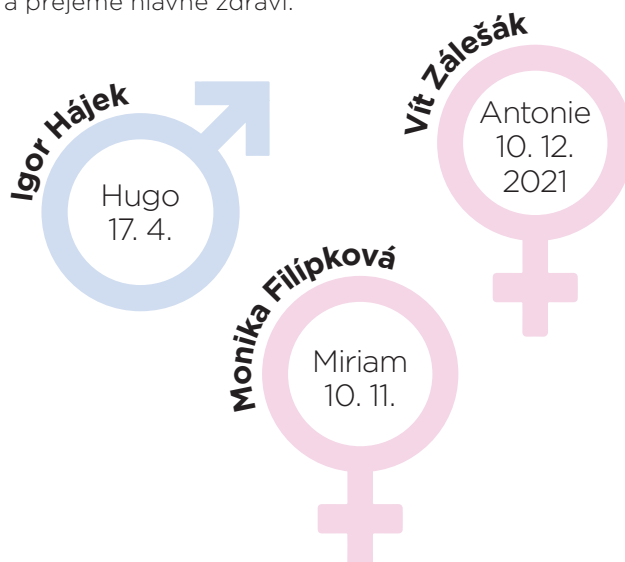 a přejeme hlavně zdraví.
Igor Hájek
Hugo
17. 4.
Vít Zálešák
Antonie
10. 12.
2021
Monika Filípková
Miriam
10. 11.